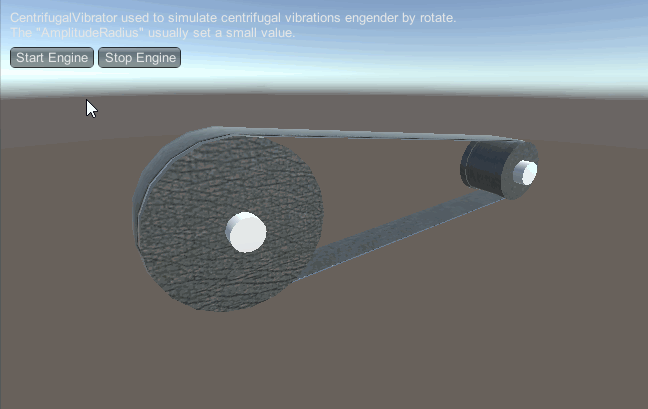 CentrifugalVibrator used to simulate centrifugal vibrations engender by rotate.
The "AmplitudeRadius" usually set a small value.
Start Engine Stop Engine